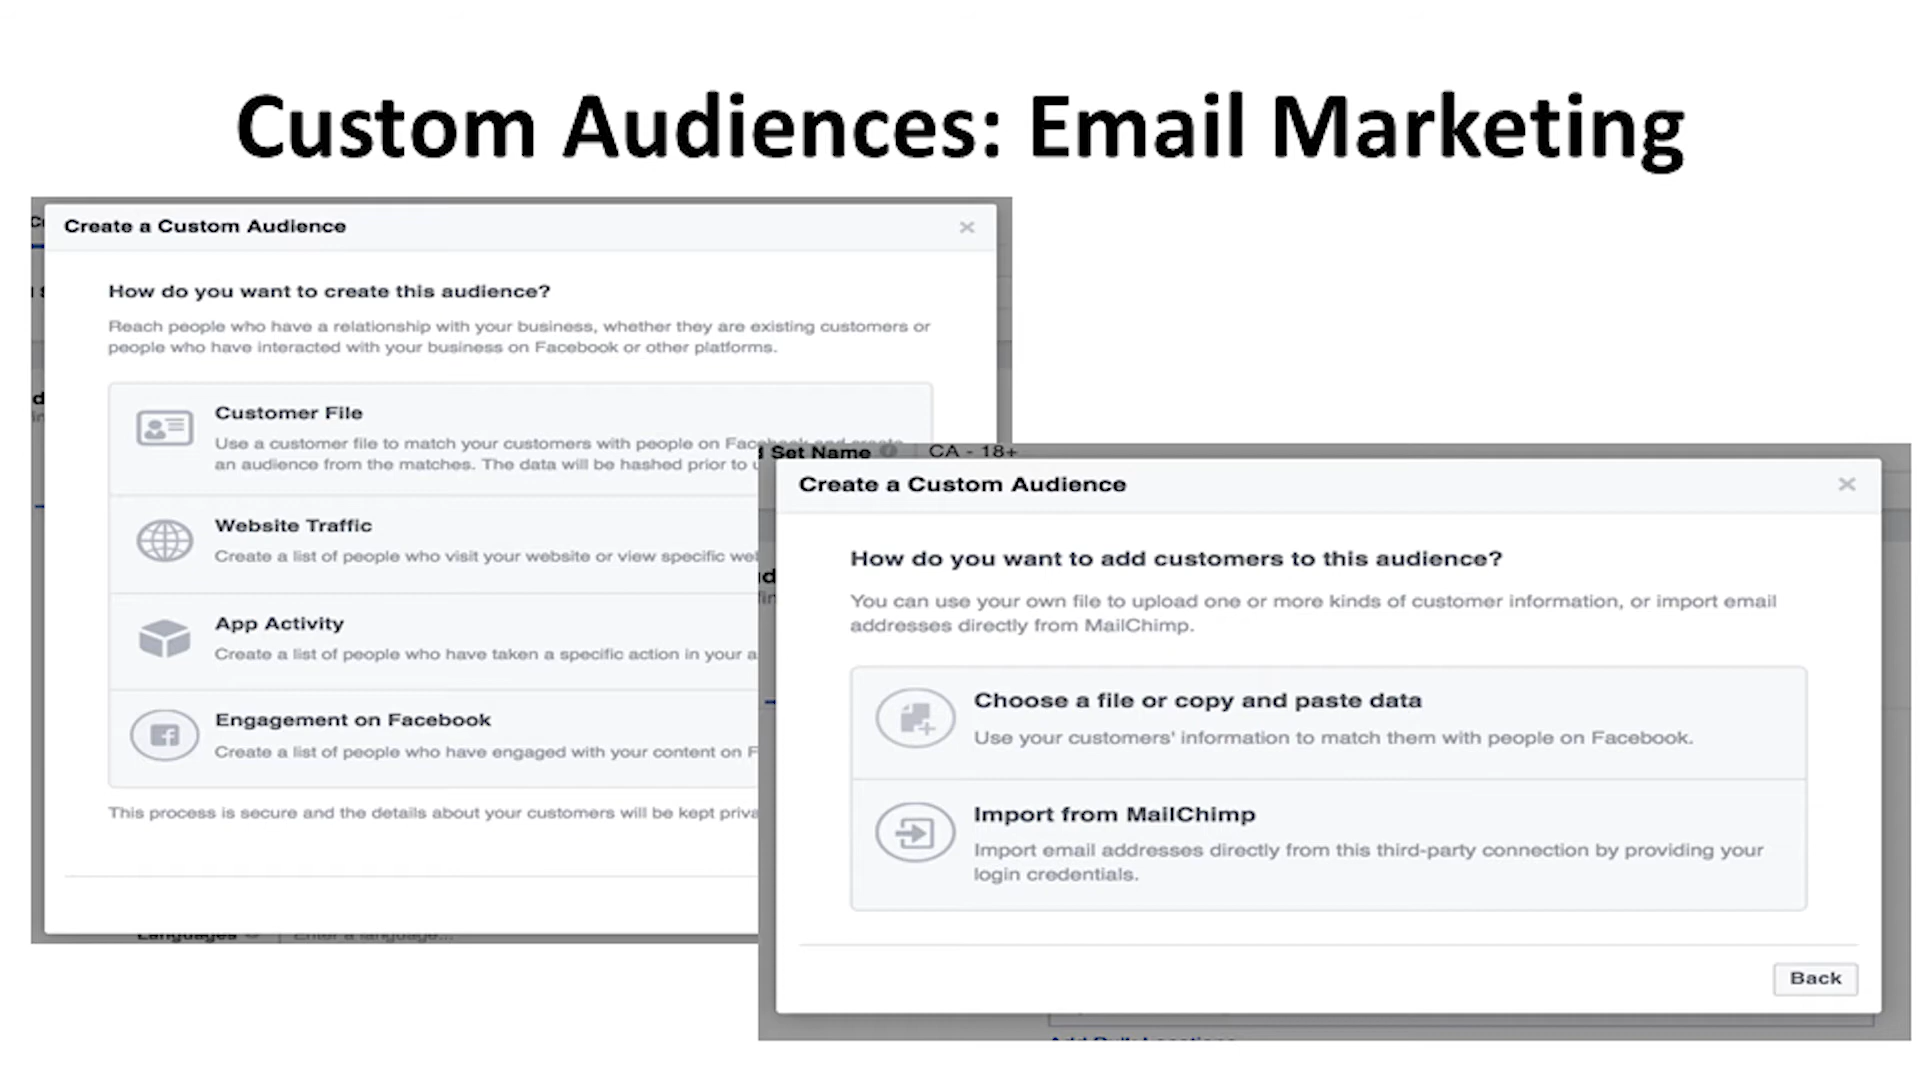 Custom Audiences: Email Marketing
Create a Custom Audience
How do you want to create this audience?
Reach people who have a relationship with your business, whether they are existing customers or
people who have interacted with your business on Facebook or other platforms.
Customer File
Use a customer file to match your customers with people on Facebook and create
an audience from the matches. The data will be hashed prior to
Website Traffic
Create a list of people who visit your website or view specific
App Activity
Create a list of people who have taken a specific action in your
Engagement on Facebook
Create a list of people who have engaged with your content on
This process is secure and the details about your customers will be kept
Languages
Enter a language...
Set Name CA - 18+
Create a Custom Audience
How do you want to add customers to this audience?
You can use your own file to upload one or more kinds of customer information, or import email
addresses directly from MailChimp.
Choose a file or copy and paste data
Use your customers' information to match them with people on Facebook.
Import from MailChimp
Import email addresses directly from this third-party connection by providing your
login credentials.
Back